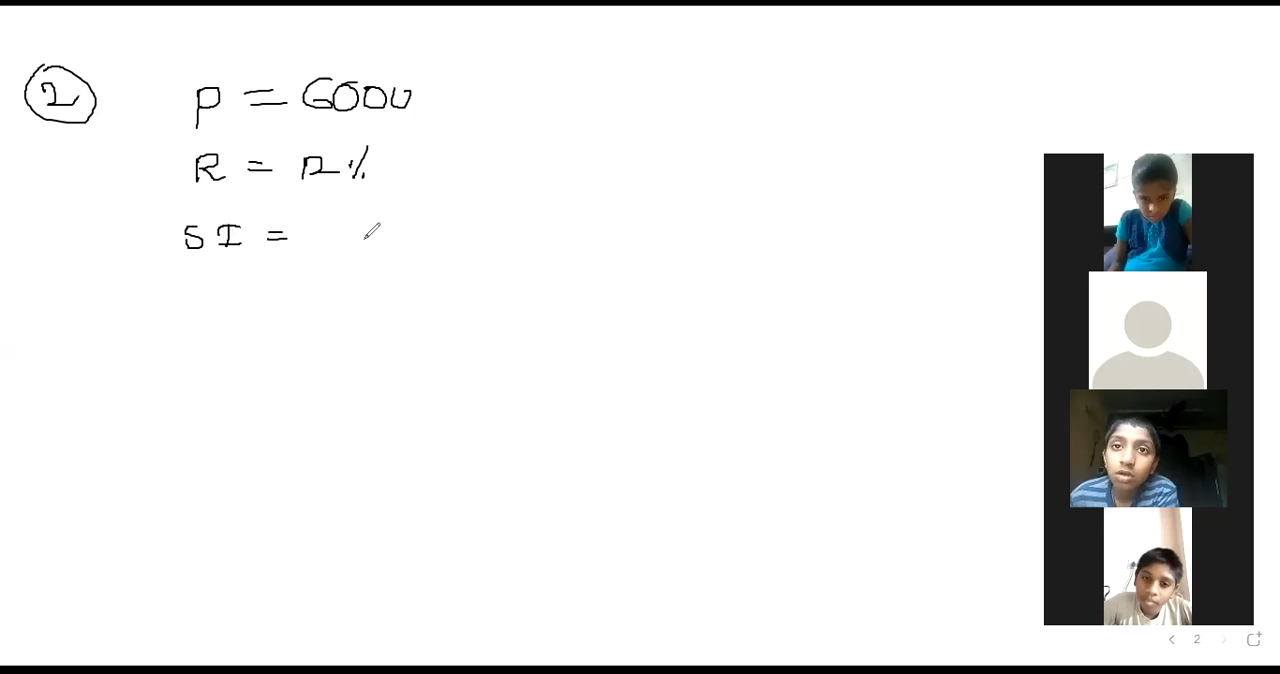 2
P = 6000
R = 12%
SI =
2